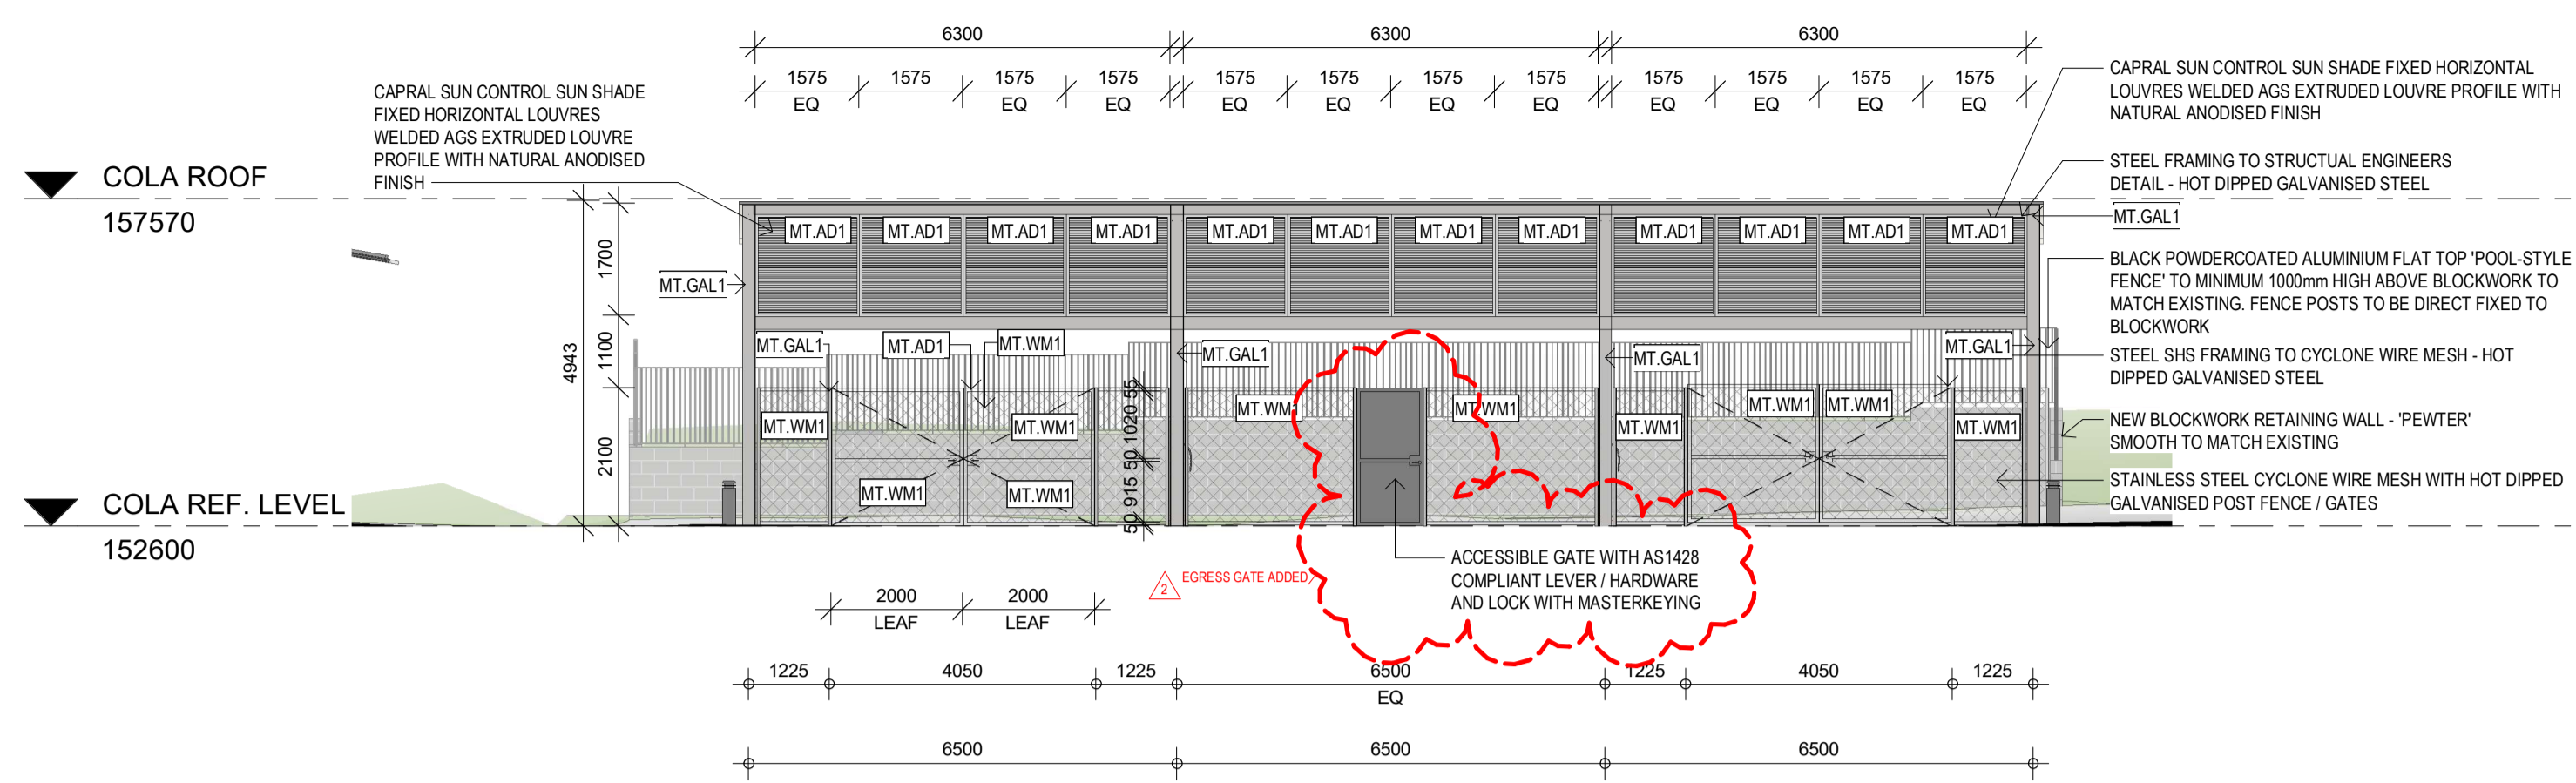 6300 6300 6300
1575 1575 1575 1575 1575 1575 1575 1575 1575 1575 1575 1575
EQ EQ EQ EQ EQ EQ EQ EQ EQ EQ EQ
CAPRAL SUN CONTROL SUN SHADE
FIXED HORIZONTAL LOUVRES
WELDED AGS EXTRUDED LOUVRE
PROFILE WITH NATURAL ANODISED
FINISH
CAPRAL SUN CONTROL SUN SHADE FIXED HORIZONTAL
LOUVRES WELDED AGS EXTRUDED LOUVRE PROFILE WITH
NATURAL ANODISED FINISH
STEEL FRAMING TO STRUCTUAL ENGINEERS
DETAIL - HOT DIPPED GALVANISED STEEL
MT.GAL1
BLACK POWDERCOATED ALUMINIUM FLAT TOP 'POOL-STYLE
FENCE' TO MINIMUM 1000mm HIGH ABOVE BLOCKWORK TO
MATCH EXISTING. FENCE POSTS TO BE DIRECT FIXED TO
BLOCKWORK
STEEL SHS FRAMING TO CYCLONE WIRE MESH - HOT
DIPPED GALVANISED STEEL
NEW BLOCKWORK RETAINING WALL - 'PEWTER'
SMOOTH TO MATCH EXISTING
STAINLESS STEEL CYCLONE WIRE MESH WITH HOT DIPPED
GALVANISED POST FENCE / GATES
COLA ROOF
157570
COLA REF. LEVEL
152600
4943
1700
1100
2100
MT.AD1 MT.AD1 MT.AD1 MT.AD1 MT.AD1 MT.AD1 MT.AD1 MT.AD1 MT.AD1 MT.AD1 MT.AD1 MT.AD1
MT.GAL1
MT.GAL1 MT.AD1 MT.WM1 MT.GAL1 MT.GAL1 MT.GAL1
MT.WM1 MT.WM1 MT.WM1 MT.WM1 MT.WM1 MT.WM1 MT.WM1 MT.WM1
MT.WM1 MT.WM1
50 915 50 1020 55
ACCESSIBLE GATE WITH AS1428
COMPLIANT LEVER / HARDWARE
AND LOCK WITH MASTERKEYING
2 EGRESS GATE ADDED
2000 2000
LEAF LEAF
1225 4050 1225 6500 1225 4050 1225
EQ
6500 6500 6500